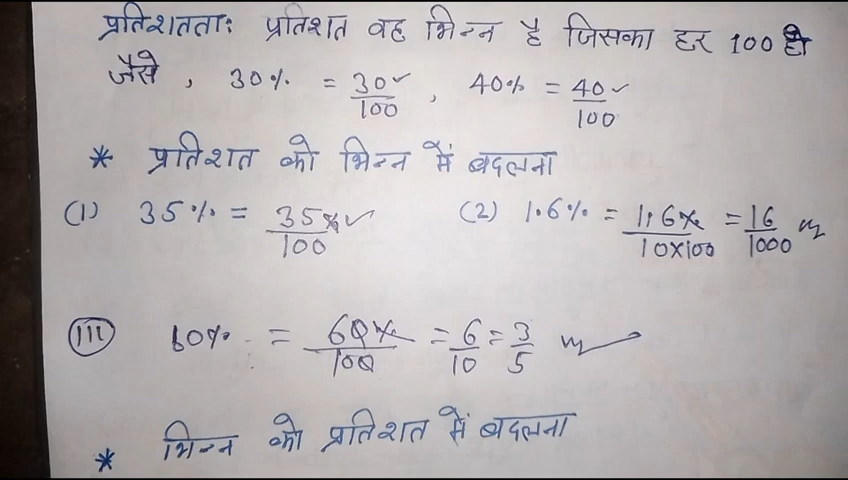 प्रतिशतता: प्रतिशत वह भिन्न है जिसका हर 100 हो
जैसे , 30% = 30/100 , 40% = 40/100
* प्रतिशत को भिन्न में बदलना
(1) 35% = 35%/100 (2) 1.6% = 1.6%/10×100 = 16/1000
(III) 60% = 60%/100 = 6/10 = 3/5
* भिन्न को प्रतिशत में बदलना